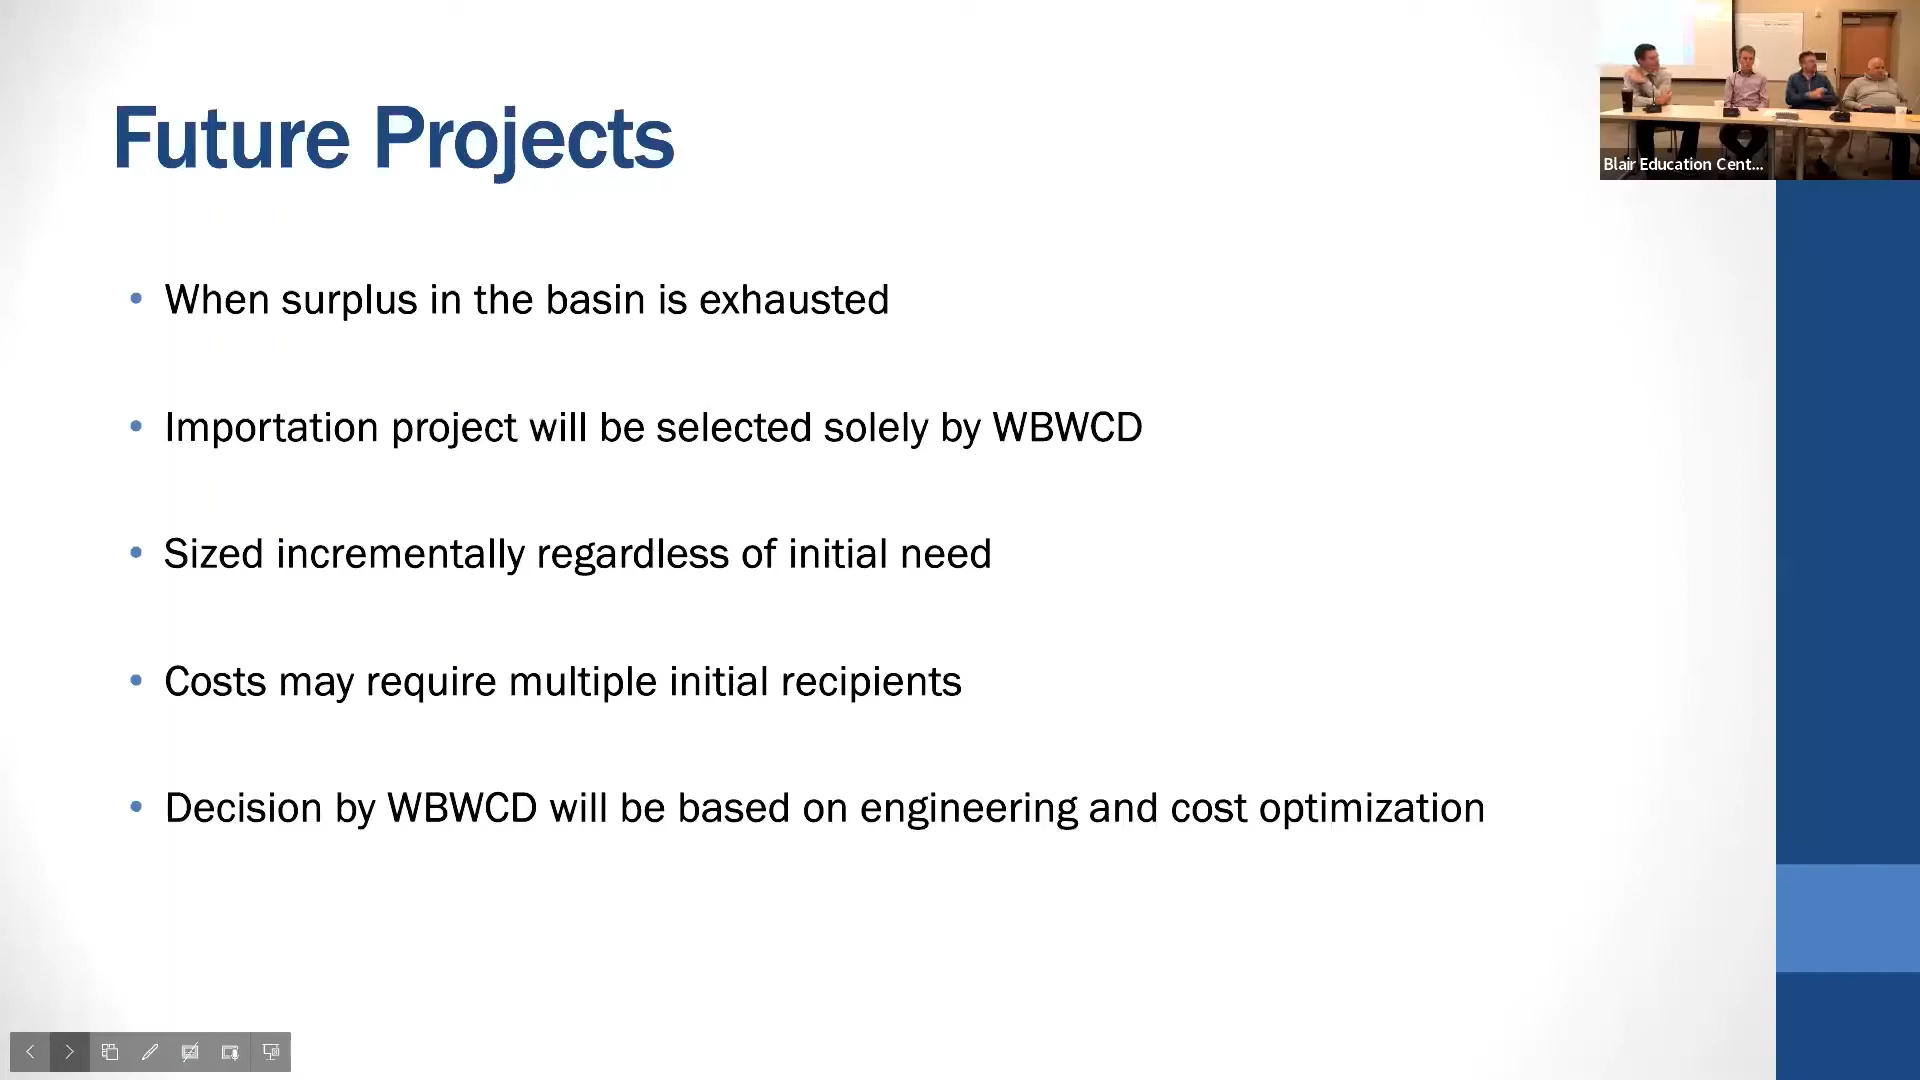 Future Projects
• When surplus in the basin is exhausted
• Importation project will be selected solely by WBWCD
• Sized incrementally regardless of initial need
• Costs may require multiple initial recipients
• Decision by WBWCD will be based on engineering and cost optimization
Blair Education Cent...